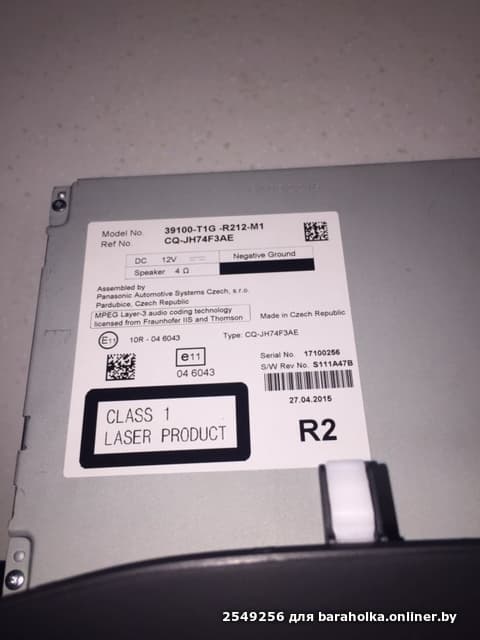 Model No. 39100-T1G -R212-M1
Ref No. CQ-JH74F3AE
DC 12V Negative Ground
Speaker 4 Ω
Assembled by
Panasonic Automotive Systems Czech, s.r.o.
Pardubice, Czech Republic
MPEG Layer-3 audio coding technology
licensed from Fraunhofer IIS and Thomson
Made in Czech Republic
E11 10R - 04 6043
Type: CQ-JH74F3AE
e11
04 6043
Serial No. 17100256
S/W Rev No. S111A47B
27.04.2015
CLASS 1
LASER PRODUCT
R2
2549256 для baraholka.onliner.by